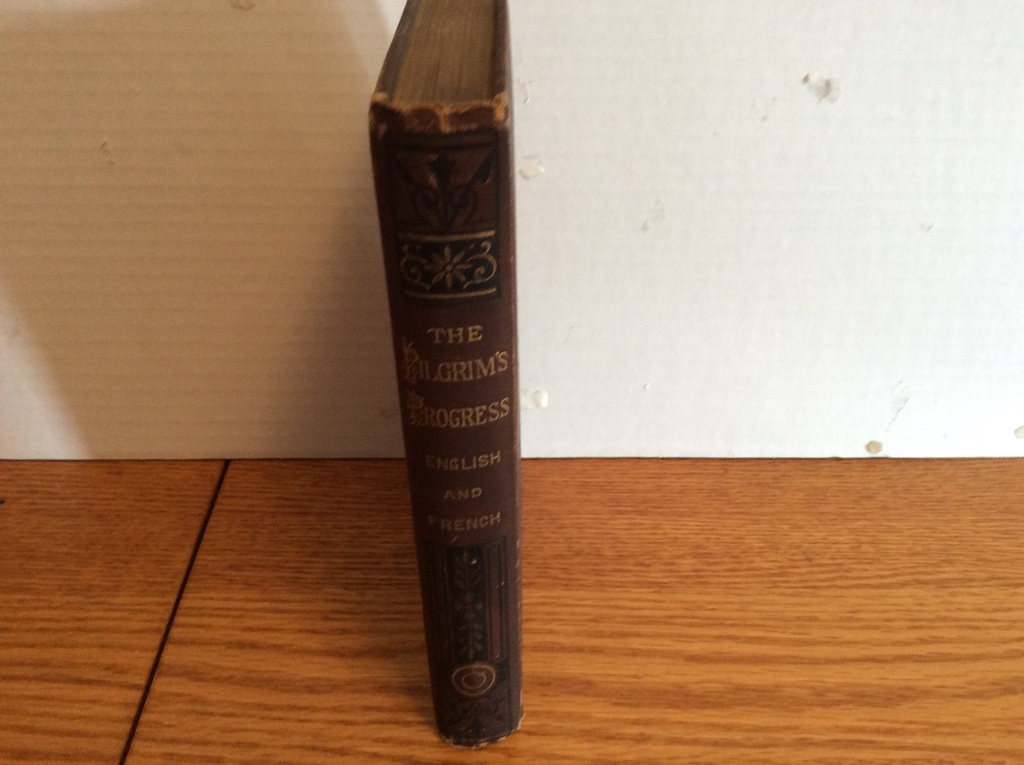 THE
PILGRIM'S
PROGRESS
ENGLISH
AND
FRENCH